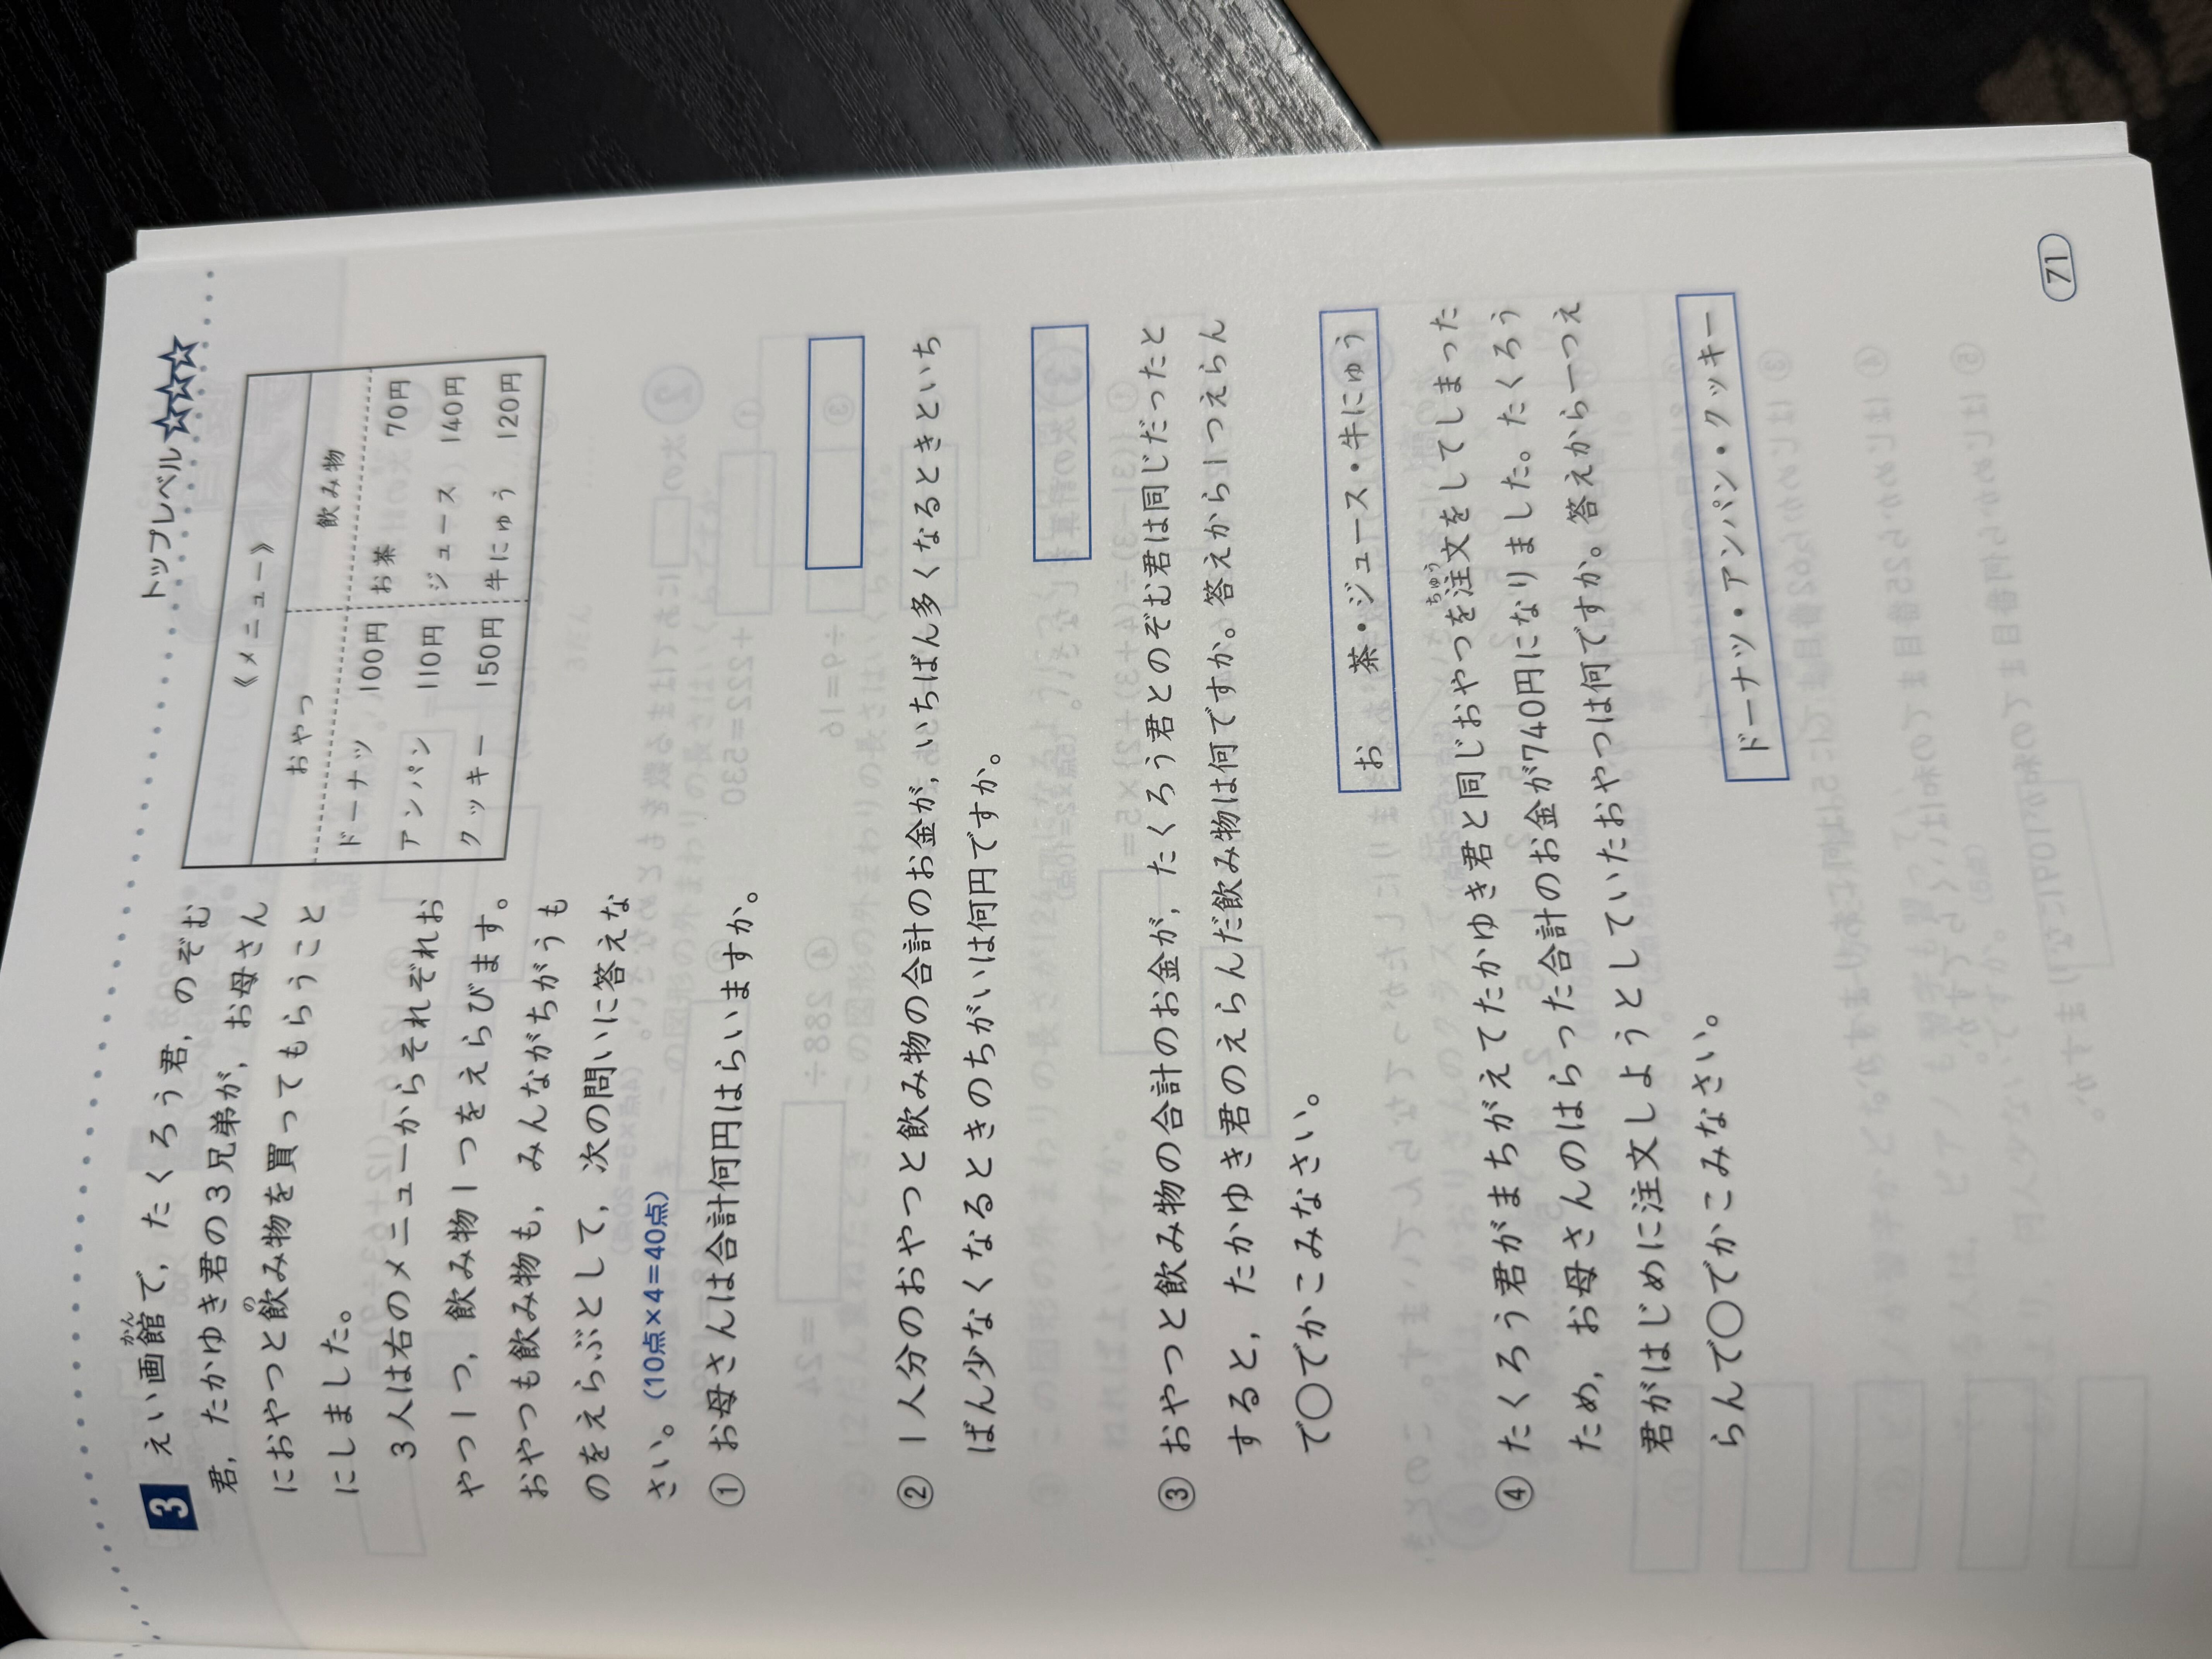 トップレベル☆☆☆
3 えい画館で，たくろう君，のぞむ
かん
君，たかゆき君の3兄弟が，お母さん
におやつと飲み物を買ってもらうこと
の
にしました。
3人は右のメニューからそれぞれお
やつ1つ，飲み物1つをえらびます。
おやつも飲み物も，みんながちがうも
のをえらぶとして，次の問いに答えな
さい。(10点×4＝40点)
《メニュー》
おやつ 飲み物
ドーナッツ 100円 お茶 70円
アンパン 110円 ジュース 140円
クッキー 150円 牛にゅう 120円
① お母さんは合計何円はらいますか。
② 1人分のおやつと飲み物の合計のお金が，いちばん多くなるときといち
ばん少なくなるときのちがいは何円ですか。
③ おやつと飲み物の合計のお金が，たくろう君とのぞむ君は同じだったと
すると，たかゆき君のえらんだ飲み物は何ですか。答えから1つえらん
で○でかこみなさい。
お 茶・ジュース・牛にゅう
④ たくろう君がまちがえてたかゆき君と同じおやつを注文をしてしまった
ちゅう
ため，お母さんのはらった合計のお金が740円になりました。たくろう
君がはじめに注文しようとしていたおやつは何ですか。答えから一つえ
らんで○でかこみなさい。
ドーナッツ・アンパン・クッキー
71